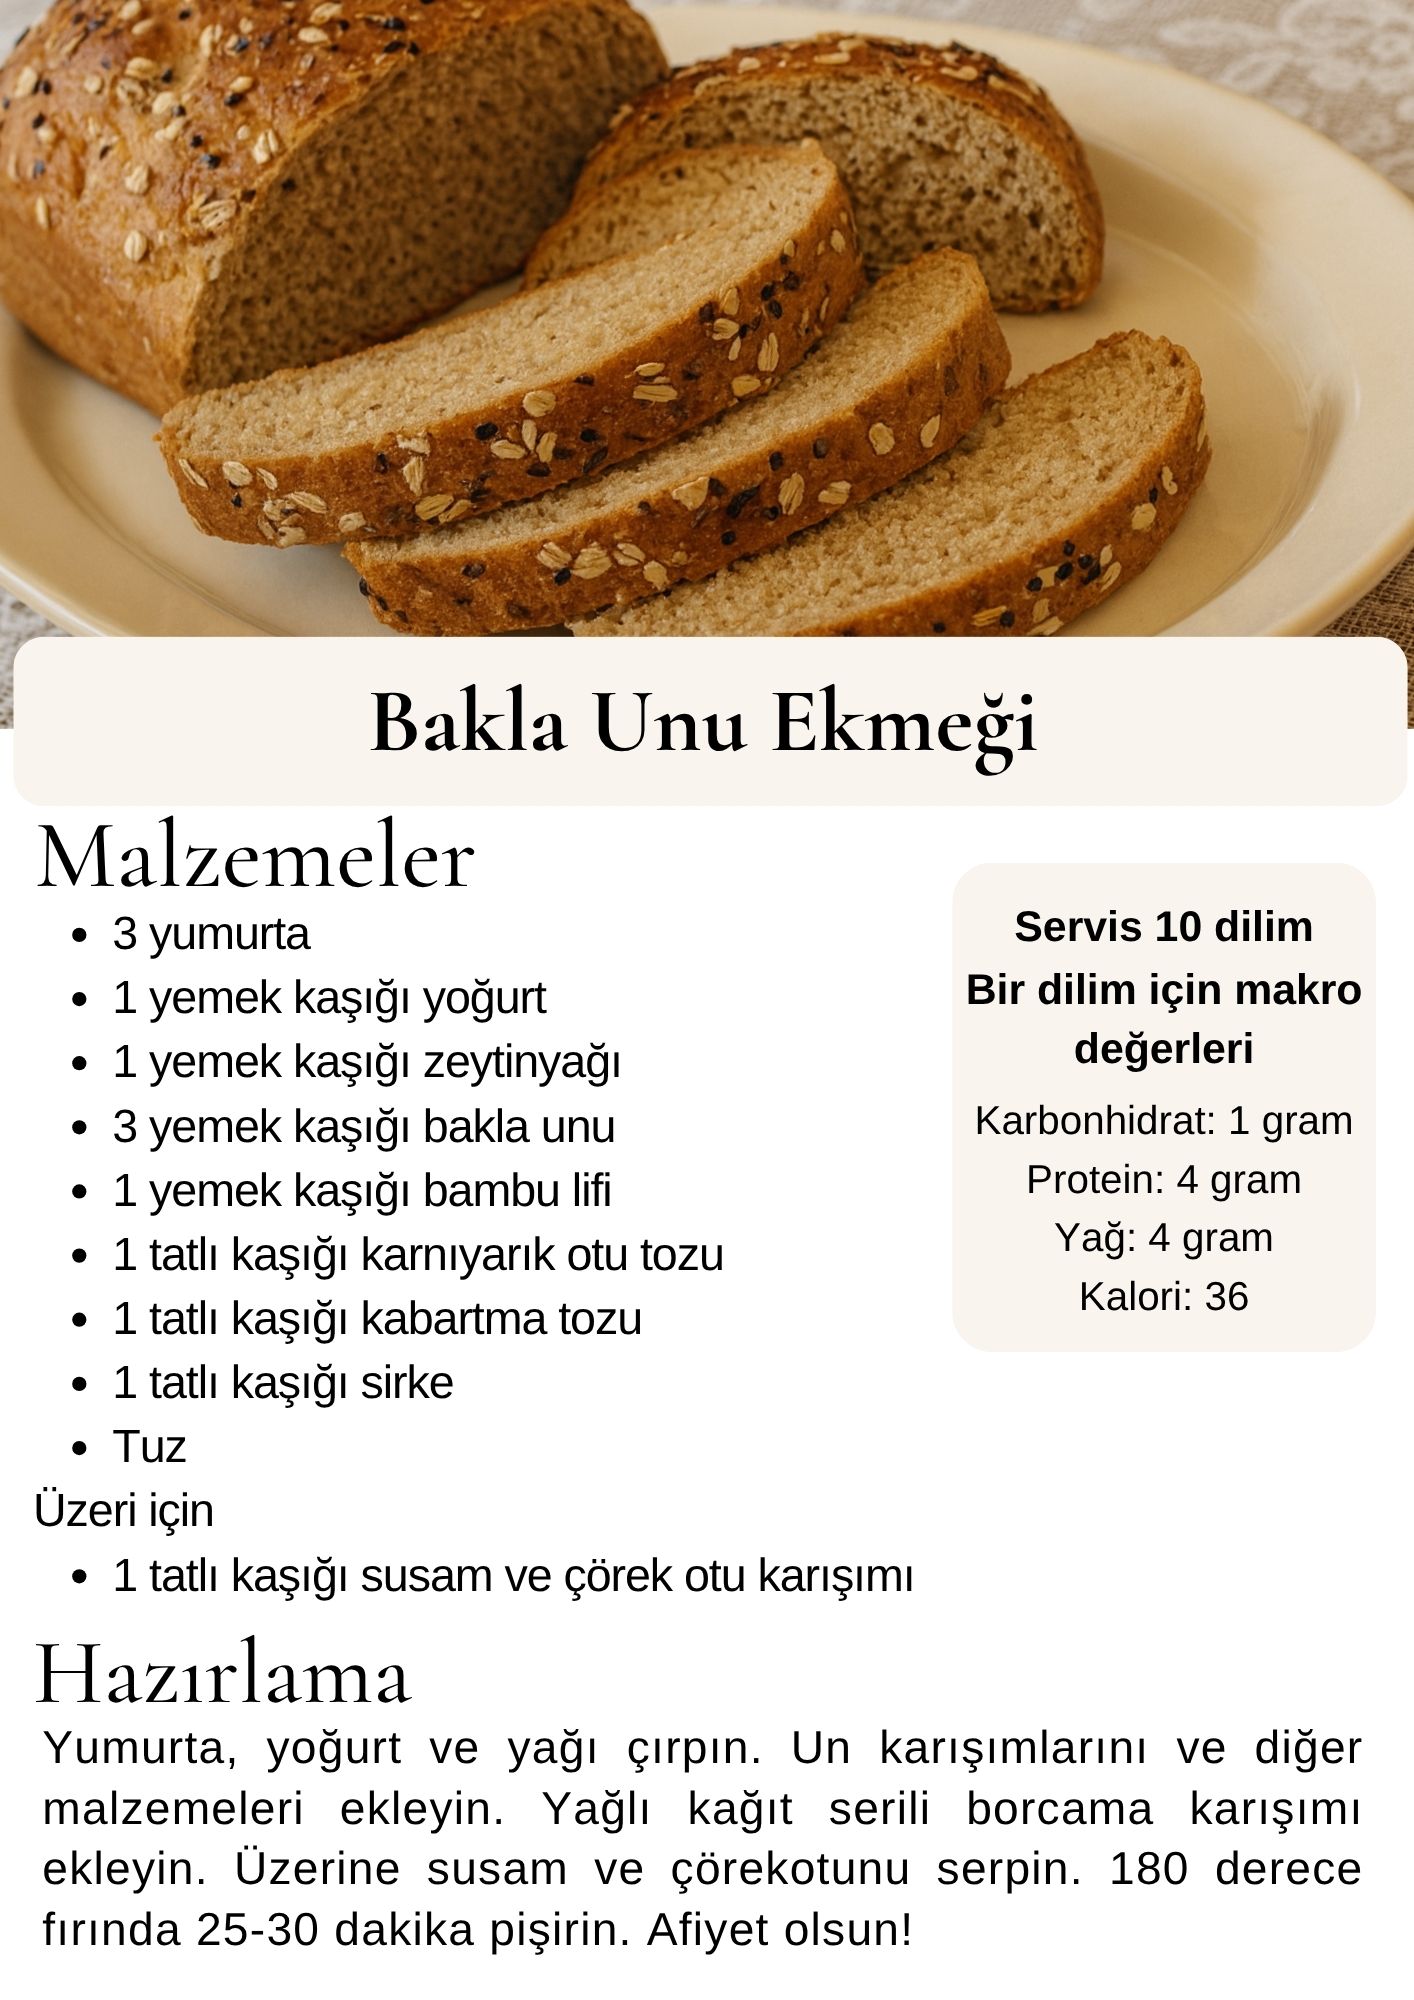 Bakla Unu Ekmeği
Malzemeler
3 yumurta
1 yemek kaşığı yoğurt
1 yemek kaşığı zeytinyağı
3 yemek kaşığı bakla unu
1 yemek kaşığı bambu lifi
1 tatlı kaşığı karnıyarık otu tozu
1 tatlı kaşığı kabartma tozu
1 tatlı kaşığı sirke
Tuz
Üzeri için
1 tatlı kaşığı susam ve çörek otu karışımı
Servis 10 dilim
Bir dilim için makro
değerleri
Karbonhidrat: 1 gram
Protein: 4 gram
Yağ: 4 gram
Kalori: 36
Hazırlama
Yumurta, yoğurt ve yağı çırpın. Un karışımlarını ve diğer
malzemeleri ekleyin. Yağlı kağıt serili borcama karışımı
ekleyin. Üzerine susam ve çörekotunu serpin. 180 derece
fırında 25-30 dakika pişirin. Afiyet olsun!